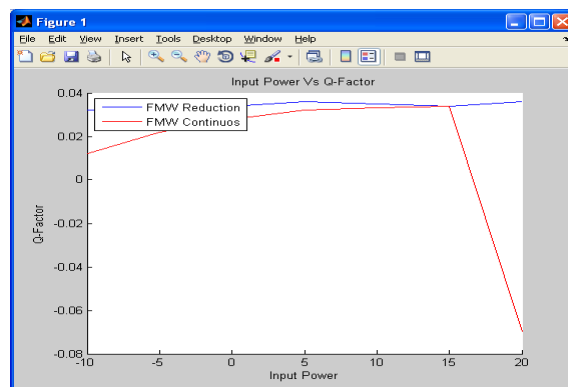 Figure 1
File Edit View Insert Tools Desktop Window Help
Input Power Vs Q-Factor
0.04
FMW Reduction
FMW Continuos
0.02
0
-0.02
-0.04
-0.06
-0.08
Q-Factor
-10 -5 0 5 10 15 20
Input Power